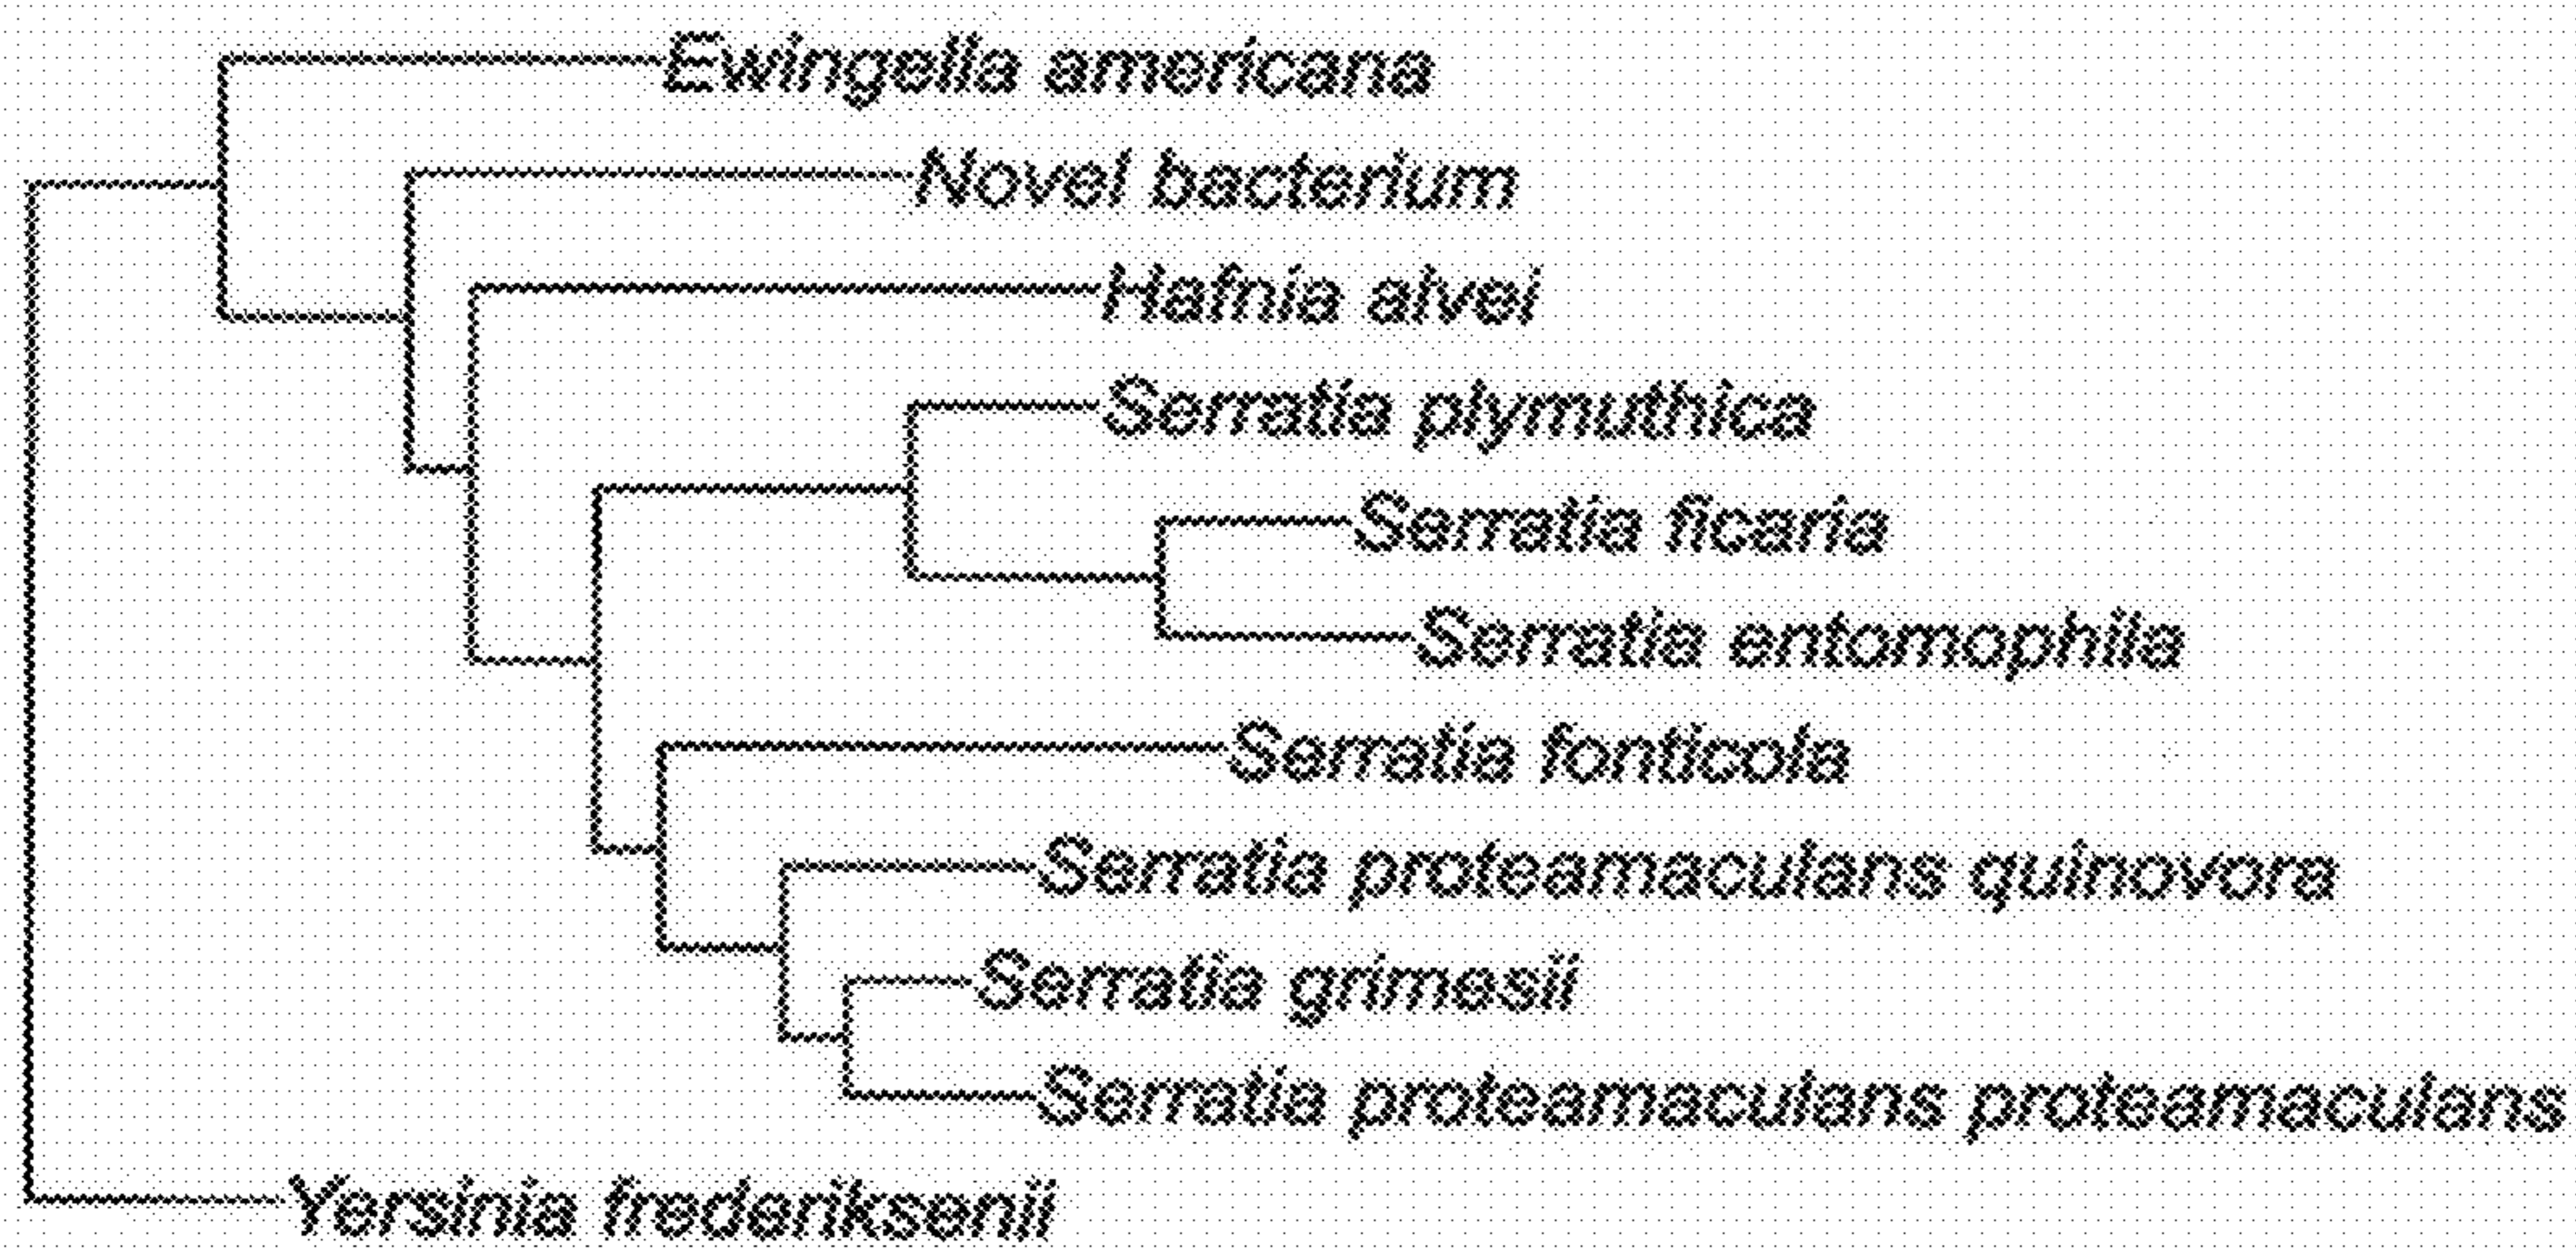 Ewingella americana
Novel bacterium
Hafnia alvei
Serratia plymuthica
Serratia ficaria
Serratia entomophila
Serratia fonticola
Serratia proteamaculans quinovora
Serratia grimesii
Serratia proteamaculans proteamaculans
Yersinia frederiksenii